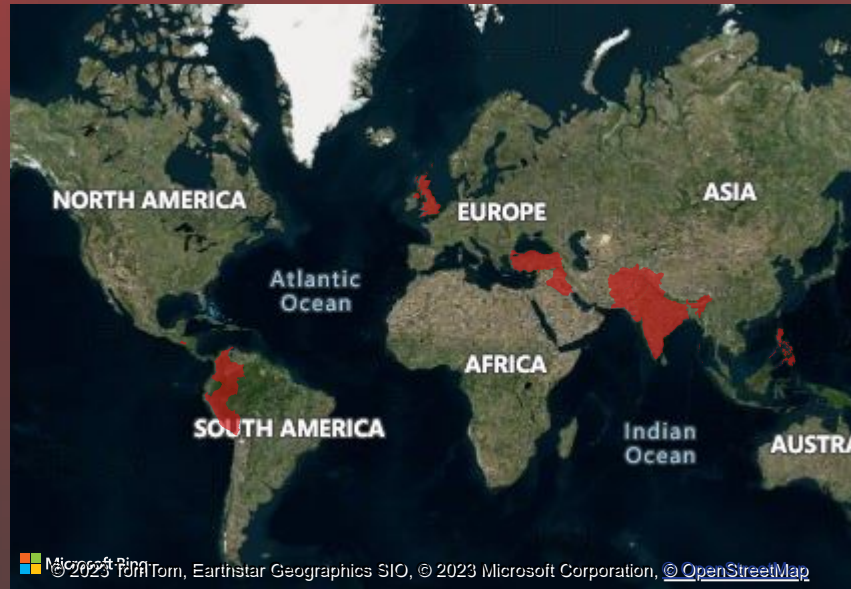 NORTH AMERICA
EUROPE
ASIA
Atlantic
Ocean
AFRICA
SOUTH AMERICA
Indian
Ocean
AUSTRA
Microsoft Bing
© 2023 TomTom, Earthstar Geographics SIO, © 2023 Microsoft Corporation, © OpenStreetMap